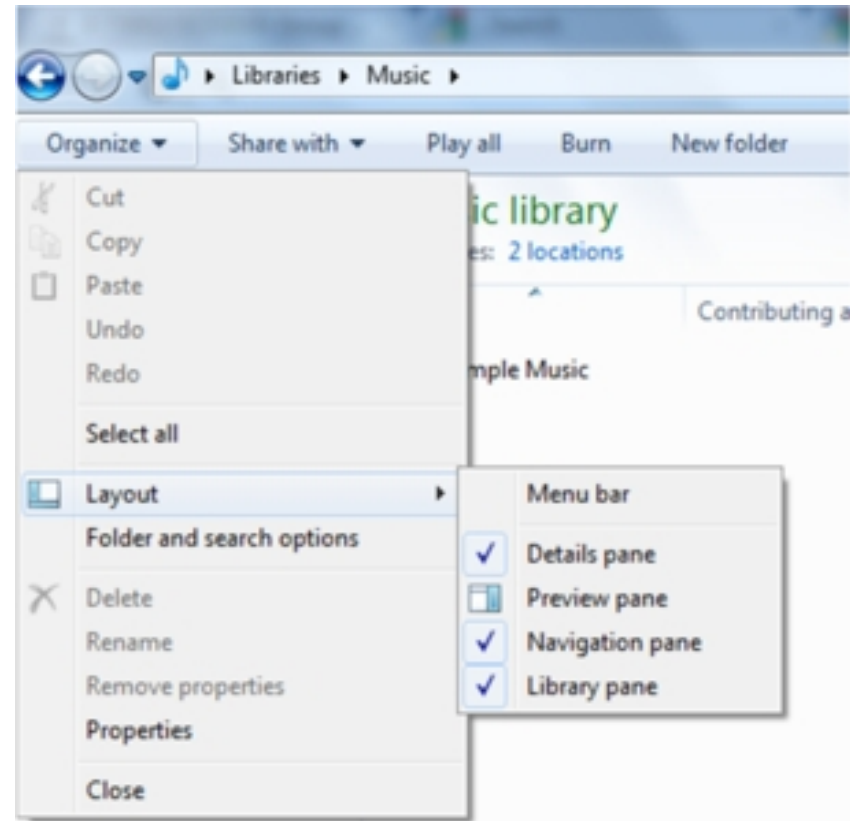 Libraries Music
Organize Share with Play all Burn New folder
Cut
ic library
Copy
es: 2 locations
Paste
Contributing a
Undo
Redo
mple Music
Select all
Layout
Menu bar
Folder and search options
Details pane
Delete
Preview pane
Rename
Navigation pane
Remove properties
Library pane
Properties
Close